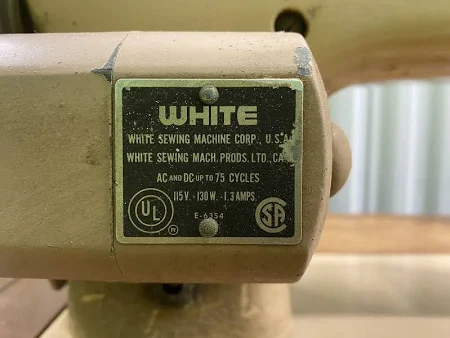 WHITE
WHITE SEWING MACHINE CORP., U.S.A
WHITE SEWING MACH. PRODS. LTD., CA
AC AND DC UP TO 75 CYCLES
115 V. - 130 W. - 1.3 AMPS.
UL ® SA
E-6354